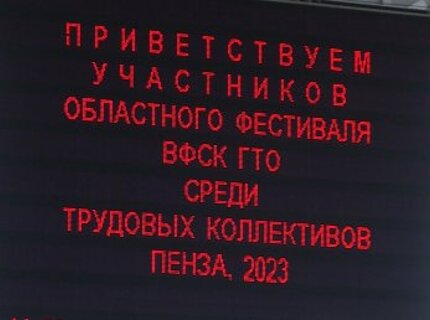 ПРИВЕТСТВУЕМ
УЧАСТНИКОВ
ОБЛАСТНОГО ФЕСТИВАЛЯ
ВФСК ГТО
СРЕДИ
ТРУДОВЫХ КОЛЛЕКТИВОВ
ПЕНЗА, 2023